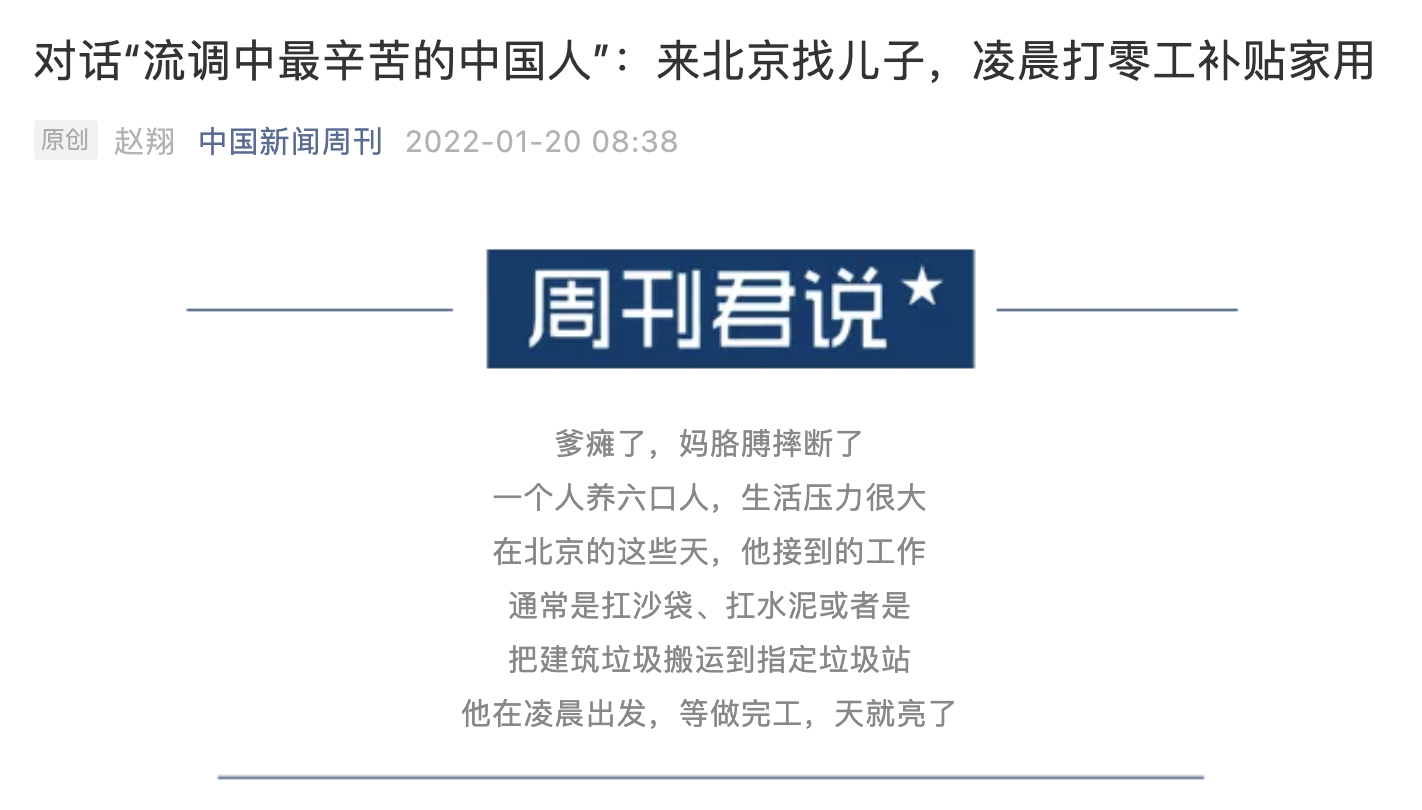 对话“流调中最辛苦的中国人”：来北京找儿子，凌晨打零工补贴家用
原创 赵翔 中国新闻周刊 2022-01-20 08:38
周刊君说★
爹瘫了，妈胳膊摔断了
一个人养六口人，生活压力很大
在北京的这些天，他接到的工作
通常是扛沙袋、扛水泥或者是
把建筑垃圾搬运到指定垃圾站
他在凌晨出发，等做完工，天就亮了